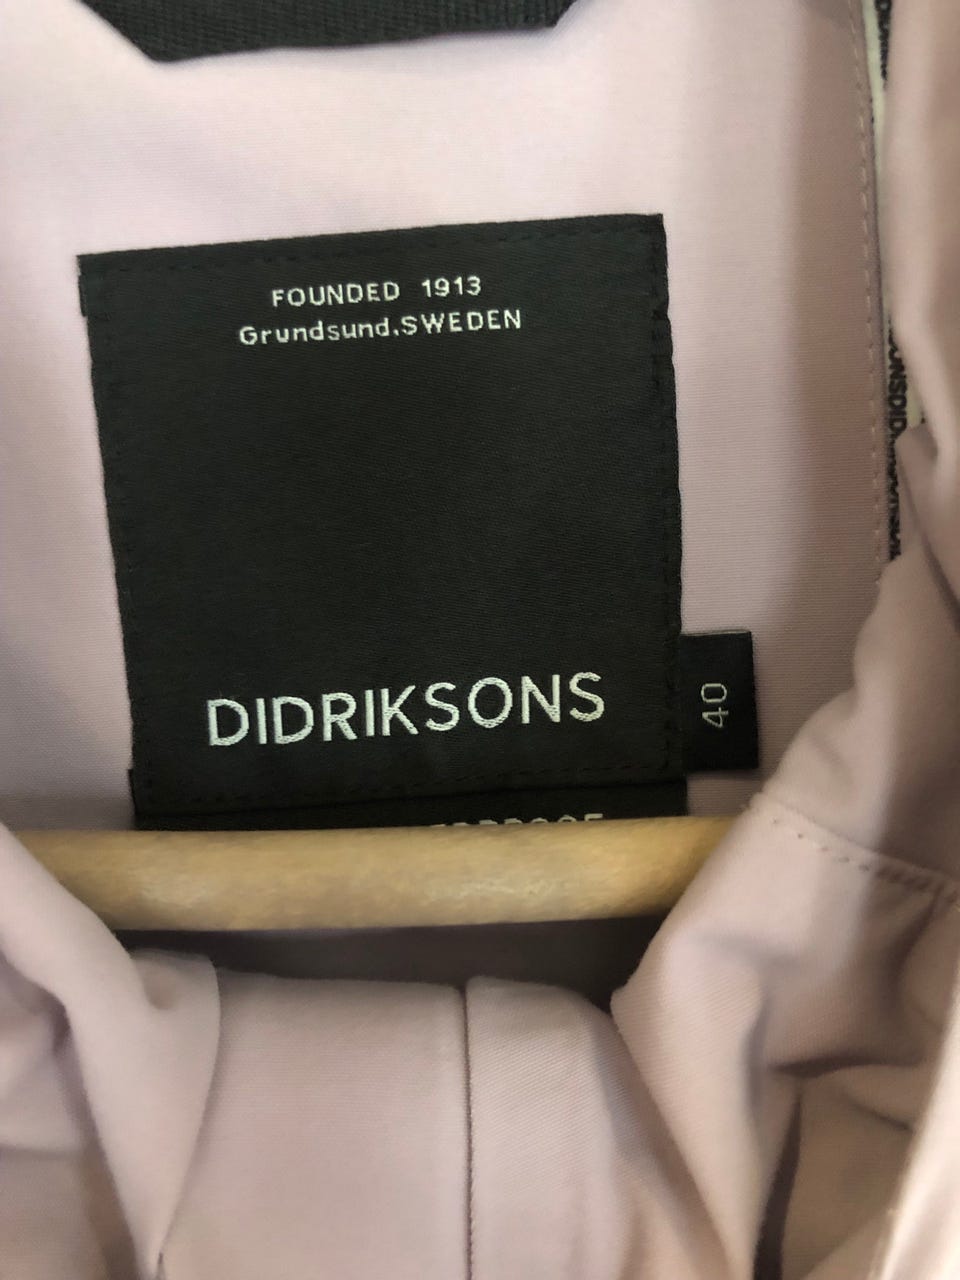 FOUNDED 1913
Grundsund.SWEDEN
DIDRIKSONS
40